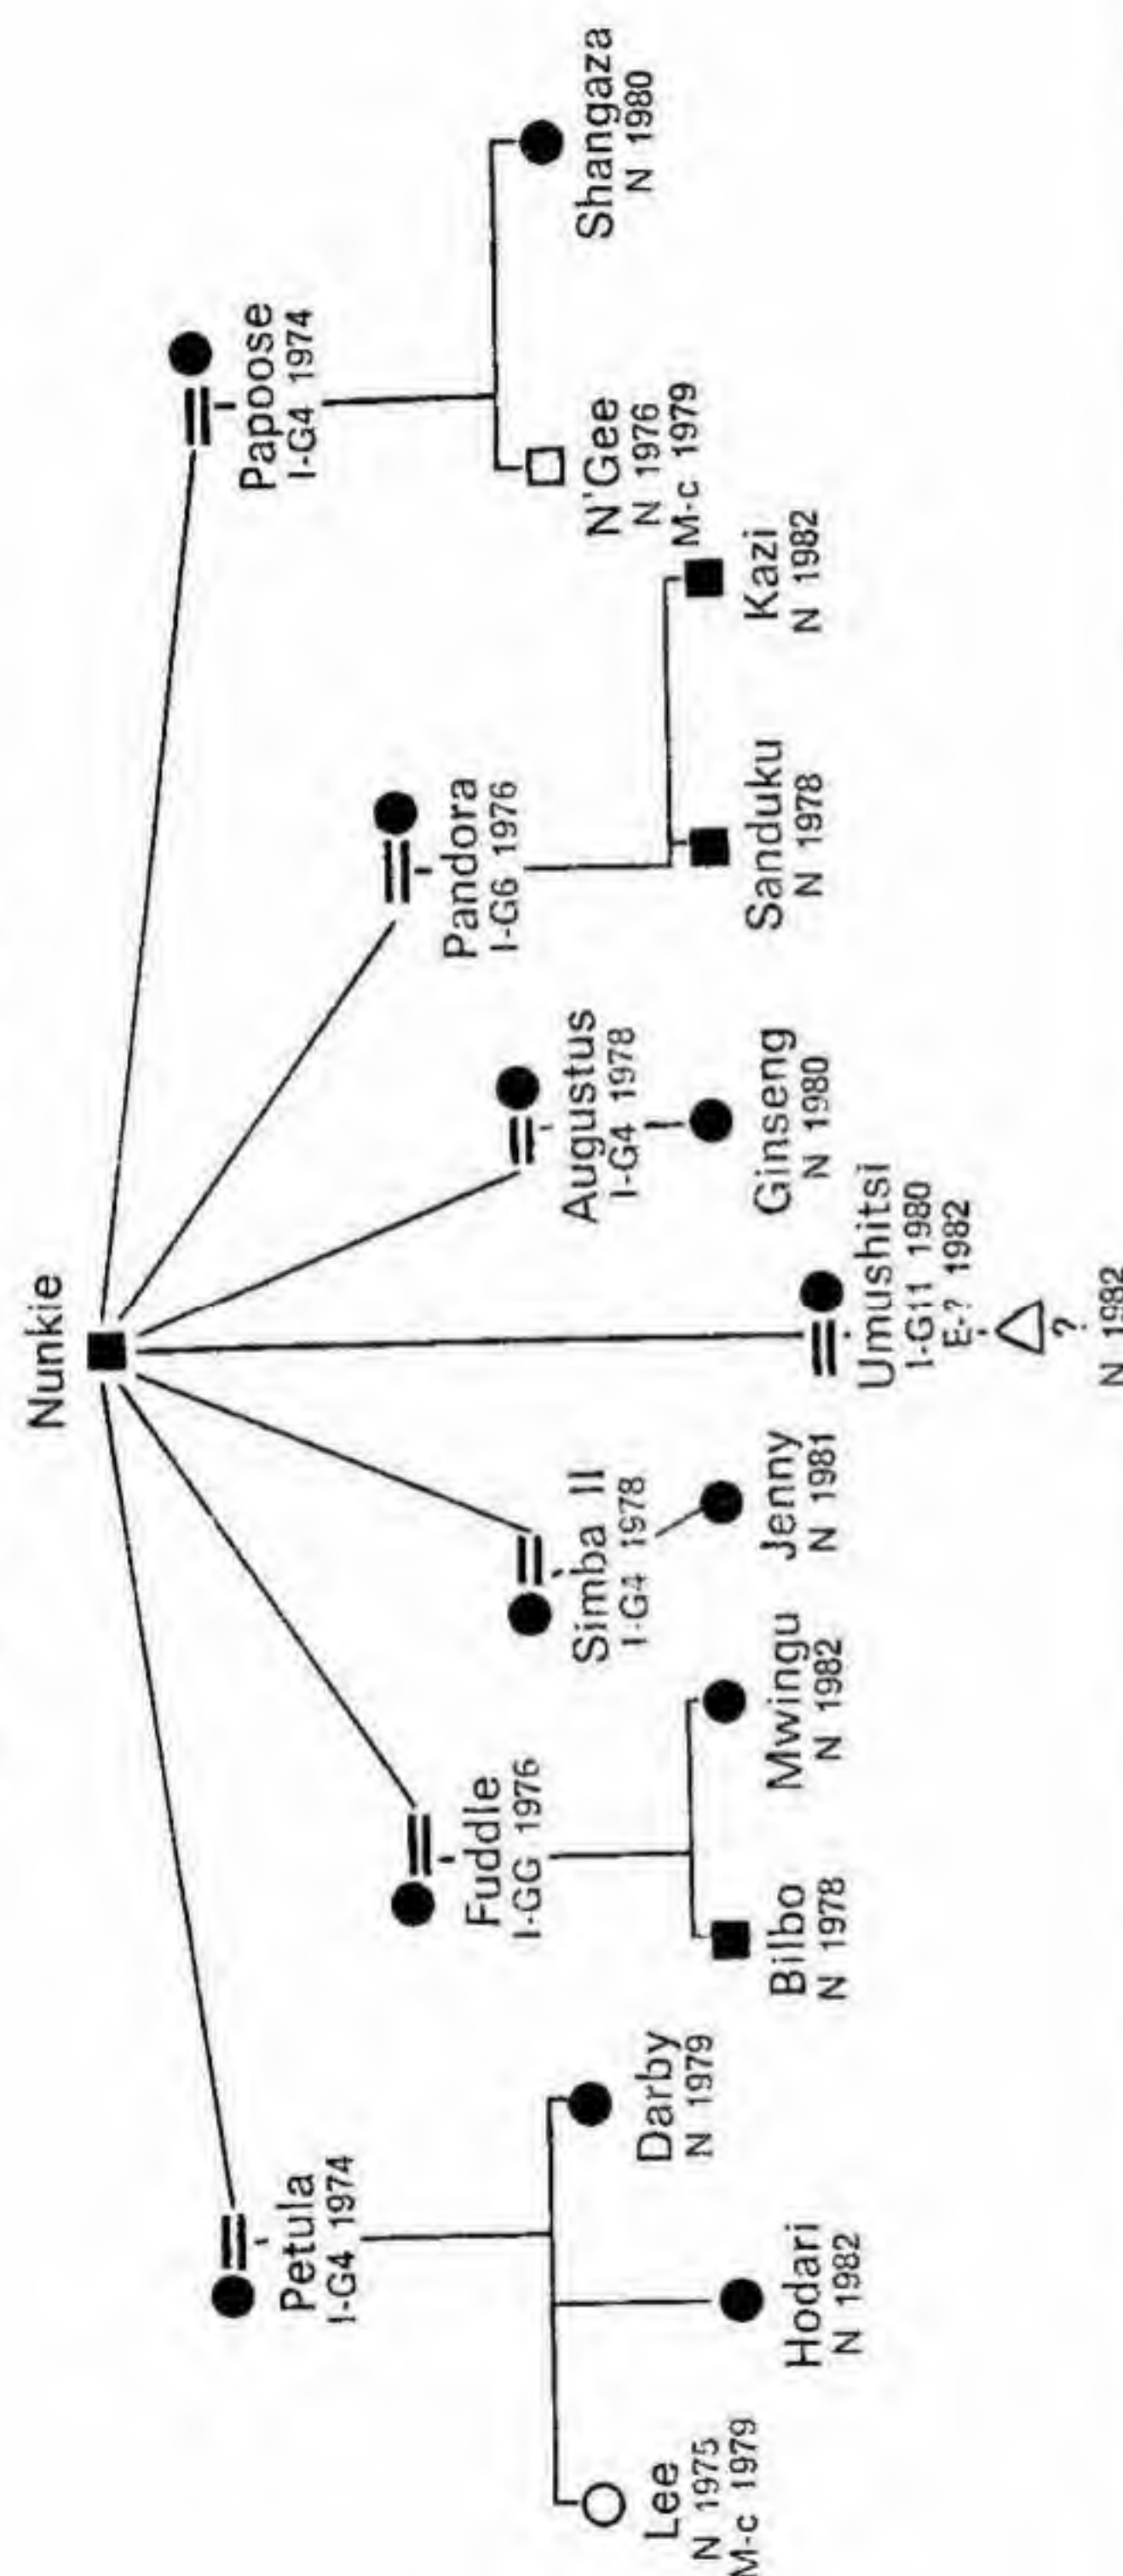 Nunkie
Petula
I-G4 1974
Lee
N 1975
M-c 1979
Hodari
N 1982
Darby
N 1979
Fuddle
I-GG 1976
Bilbo
N 1978
Mwingu
N 1982
Simba II
I-G4 1978
Jenny
N 1981
Umushitsi
I-G11 1980
E-? 1982
?
N 1982
Augustus
I-G4 1978
Ginseng
N 1980
Pandora
I-G6 1976
Sanduku
N 1978
Kazi
N 1982
Papoose
I-G4 1974
N'Gee
N 1976
M-c 1979
Shangaza
N 1980